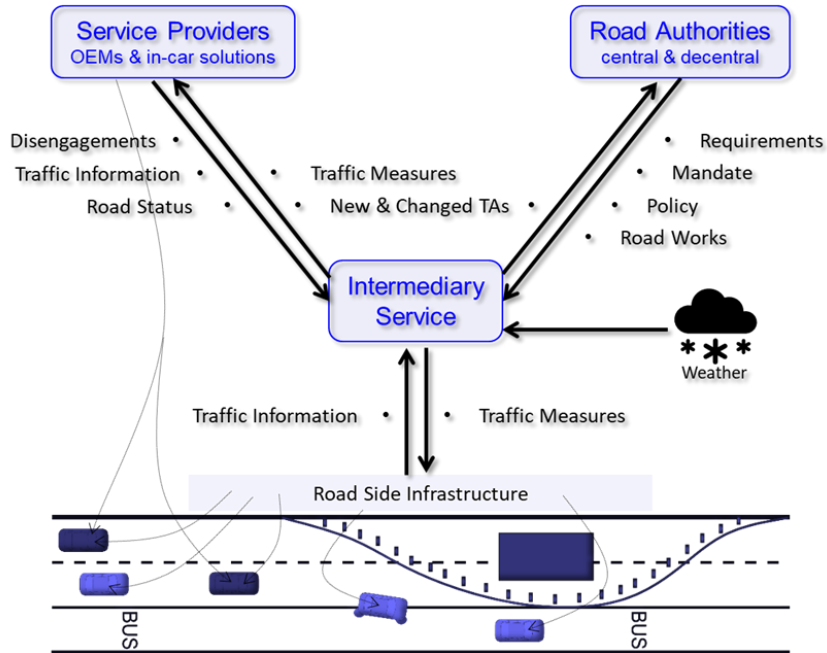 Service Providers
OEMs & in-car solutions
Road Authorities
central & decentral
• Disengagements
• Traffic Information
• Road Status
• Traffic Measures
• New & Changed TAs •
• Requirements
• Mandate
• Policy
• Road Works
Intermediary
Service
Weather
Traffic Information •
• Traffic Measures
Road Side Infrastructure
BUS
BUS